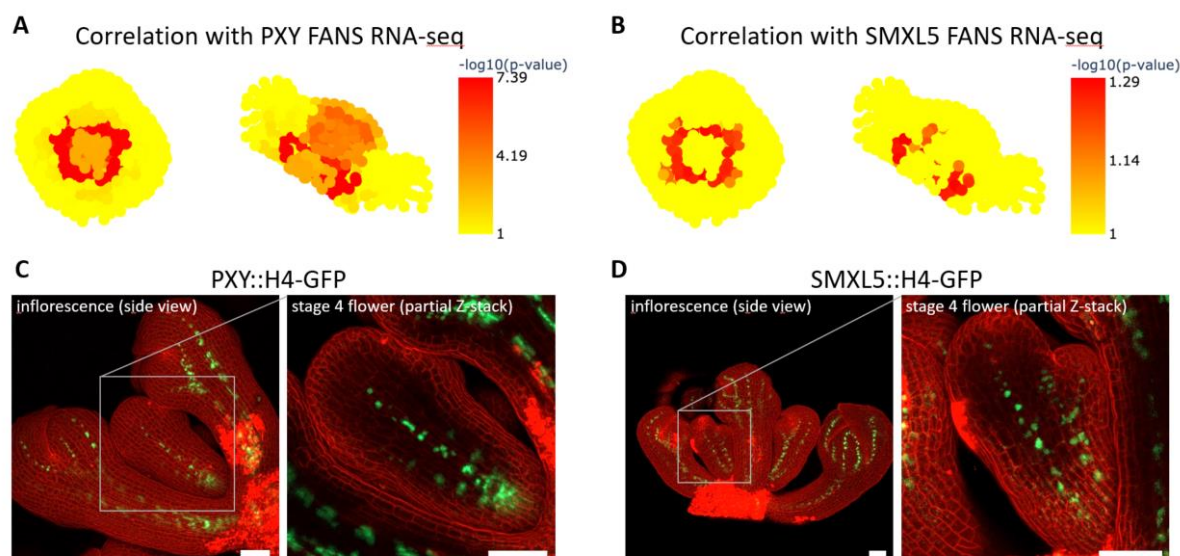 A
Correlation with PXY FANS RNA-seq
-log10(p-value)
7.39
4.19
1
B
Correlation with SMXL5 FANS RNA-seq
-log10(p-value)
1.29
1.14
1
C
PXY::H4-GFP
inflorescence (side view)
stage 4 flower (partial Z-stack)
D
SMXL5::H4-GFP
inflorescence (side view)
stage 4 flower (partial Z-stack)